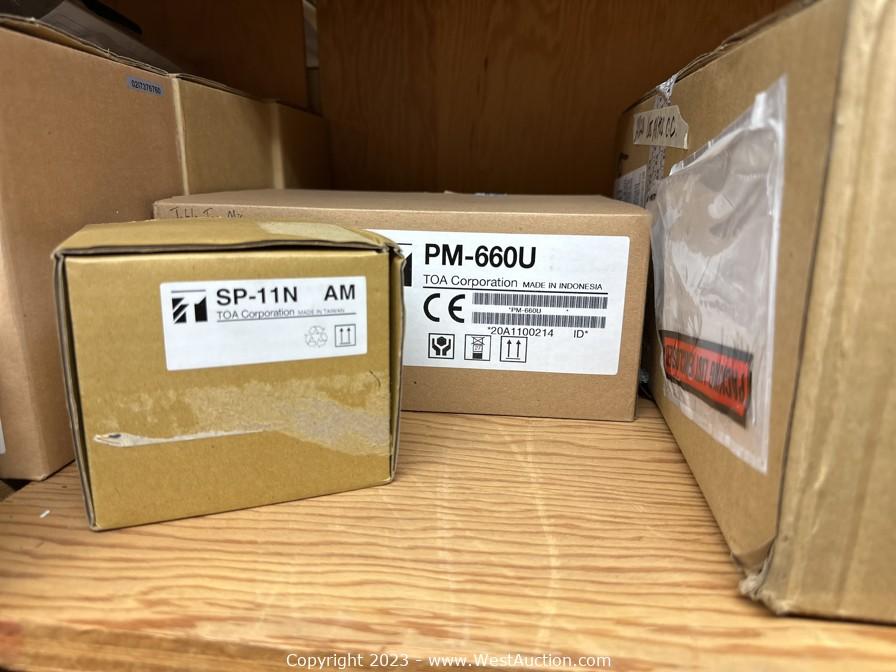 0217376760
SP-11N AM
TOA Corporation MADE IN TAIWAN
PM-660U
TOA Corporation MADE IN INDONESIA
CE
*PM-660U *
*20A1100214 ID*
Copyright 2023 - www.WestAuction.com